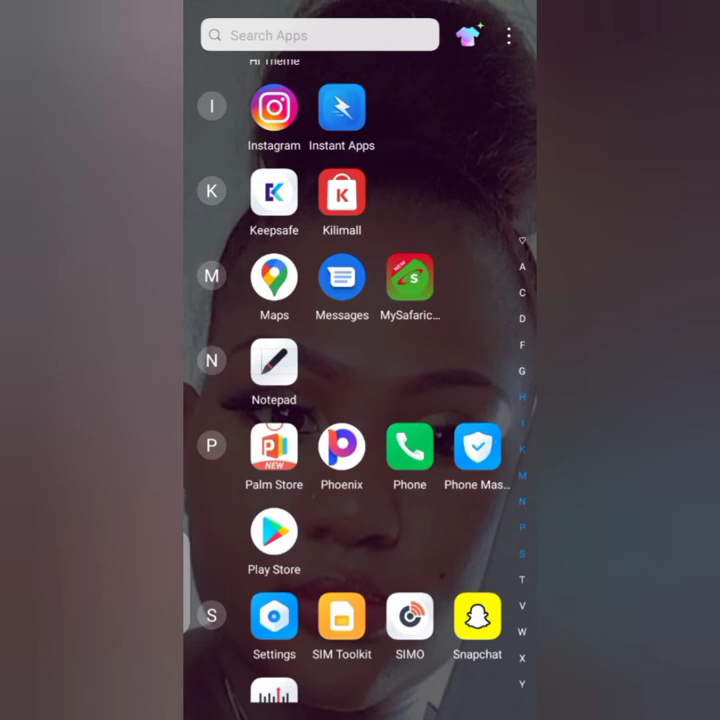 Search Apps
Hi Theme
I
Instagram Instant Apps
K
Keepsafe Kilimall
M
NEW
Maps Messages MySafaric...
N
Notepad
P
NEW
Palm Store Phoenix Phone Phone Mas...
Play Store
S
Settings SIM Toolkit SIMO Snapchat
A
C
D
F
G
H
I
K
M
N
P
S
T
V
W
X
Y